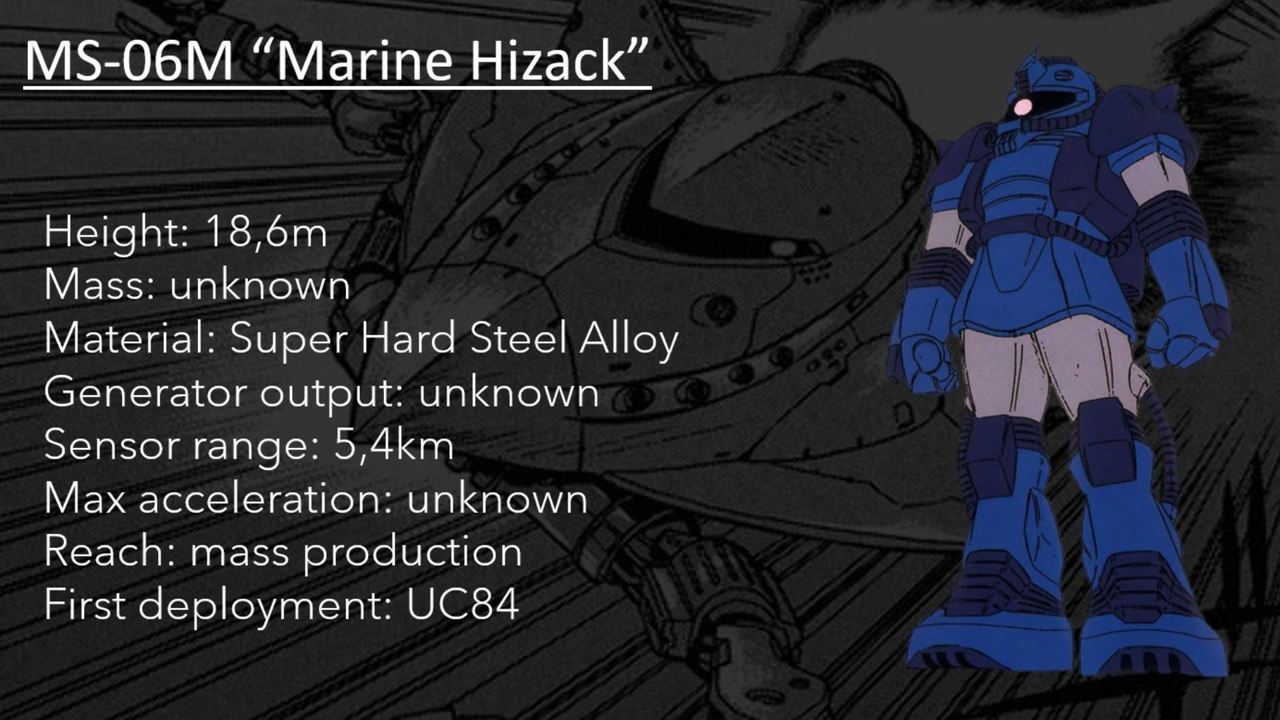 MS-06M “Marine Hizack”
Height: 18,6m
Mass: unknown
Material: Super Hard Steel Alloy
Generator output: unknown
Sensor range: 5,4km
Max acceleration: unknown
Reach: mass production
First deployment: UC84